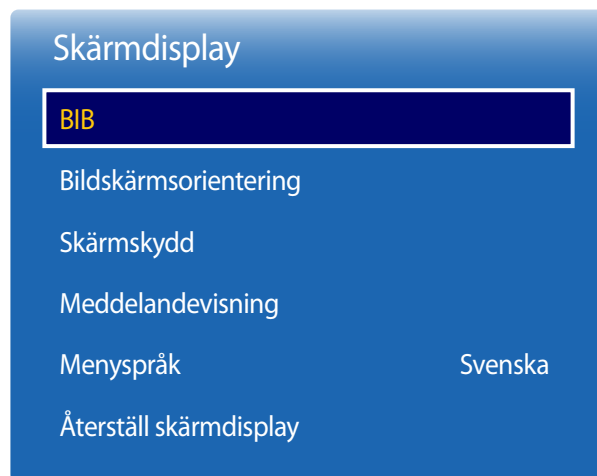 Skärmdisplay
BIB
Bildskärmsorientering
Skärmskydd
Meddelandevisning
Menyspråk Svenska
Återställ skärmdisplay